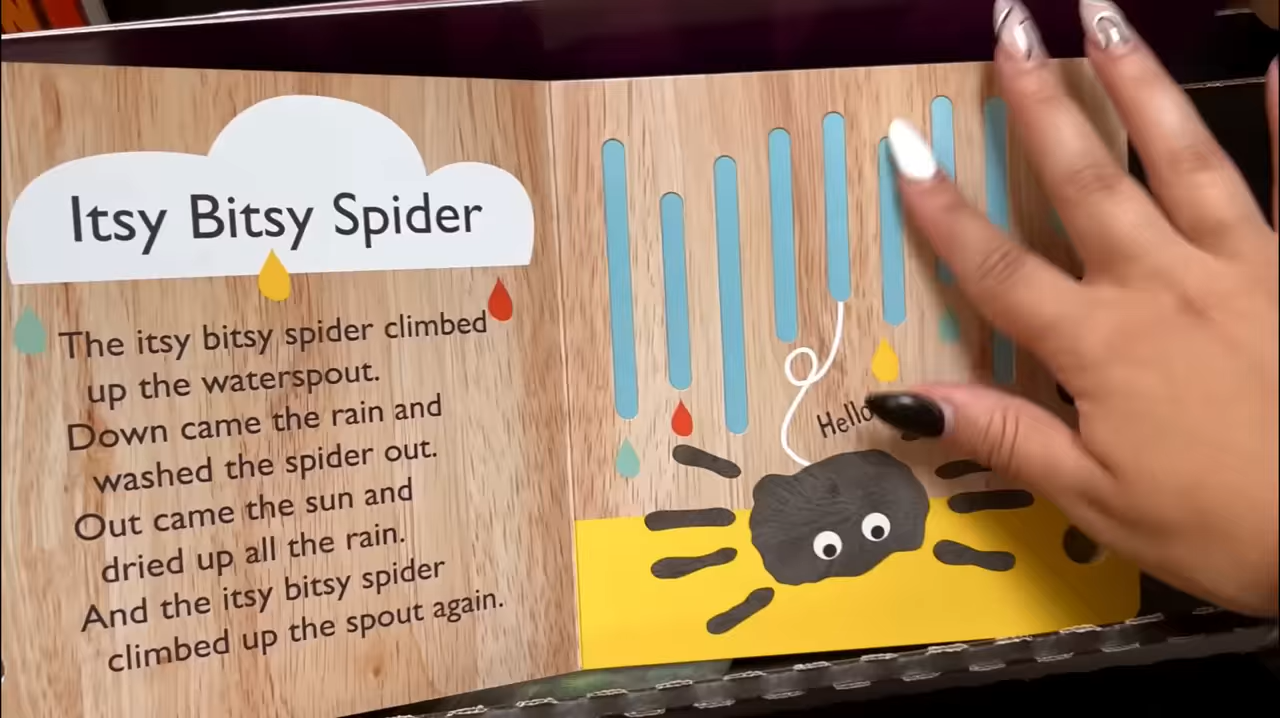 Itsy Bitsy Spider
The itsy bitsy spider climbed
up the waterspout.
Down came the rain and
washed the spider out.
Out came the sun and
dried up all the rain.
And the itsy bitsy spider
climbed up the spout again.
Hello